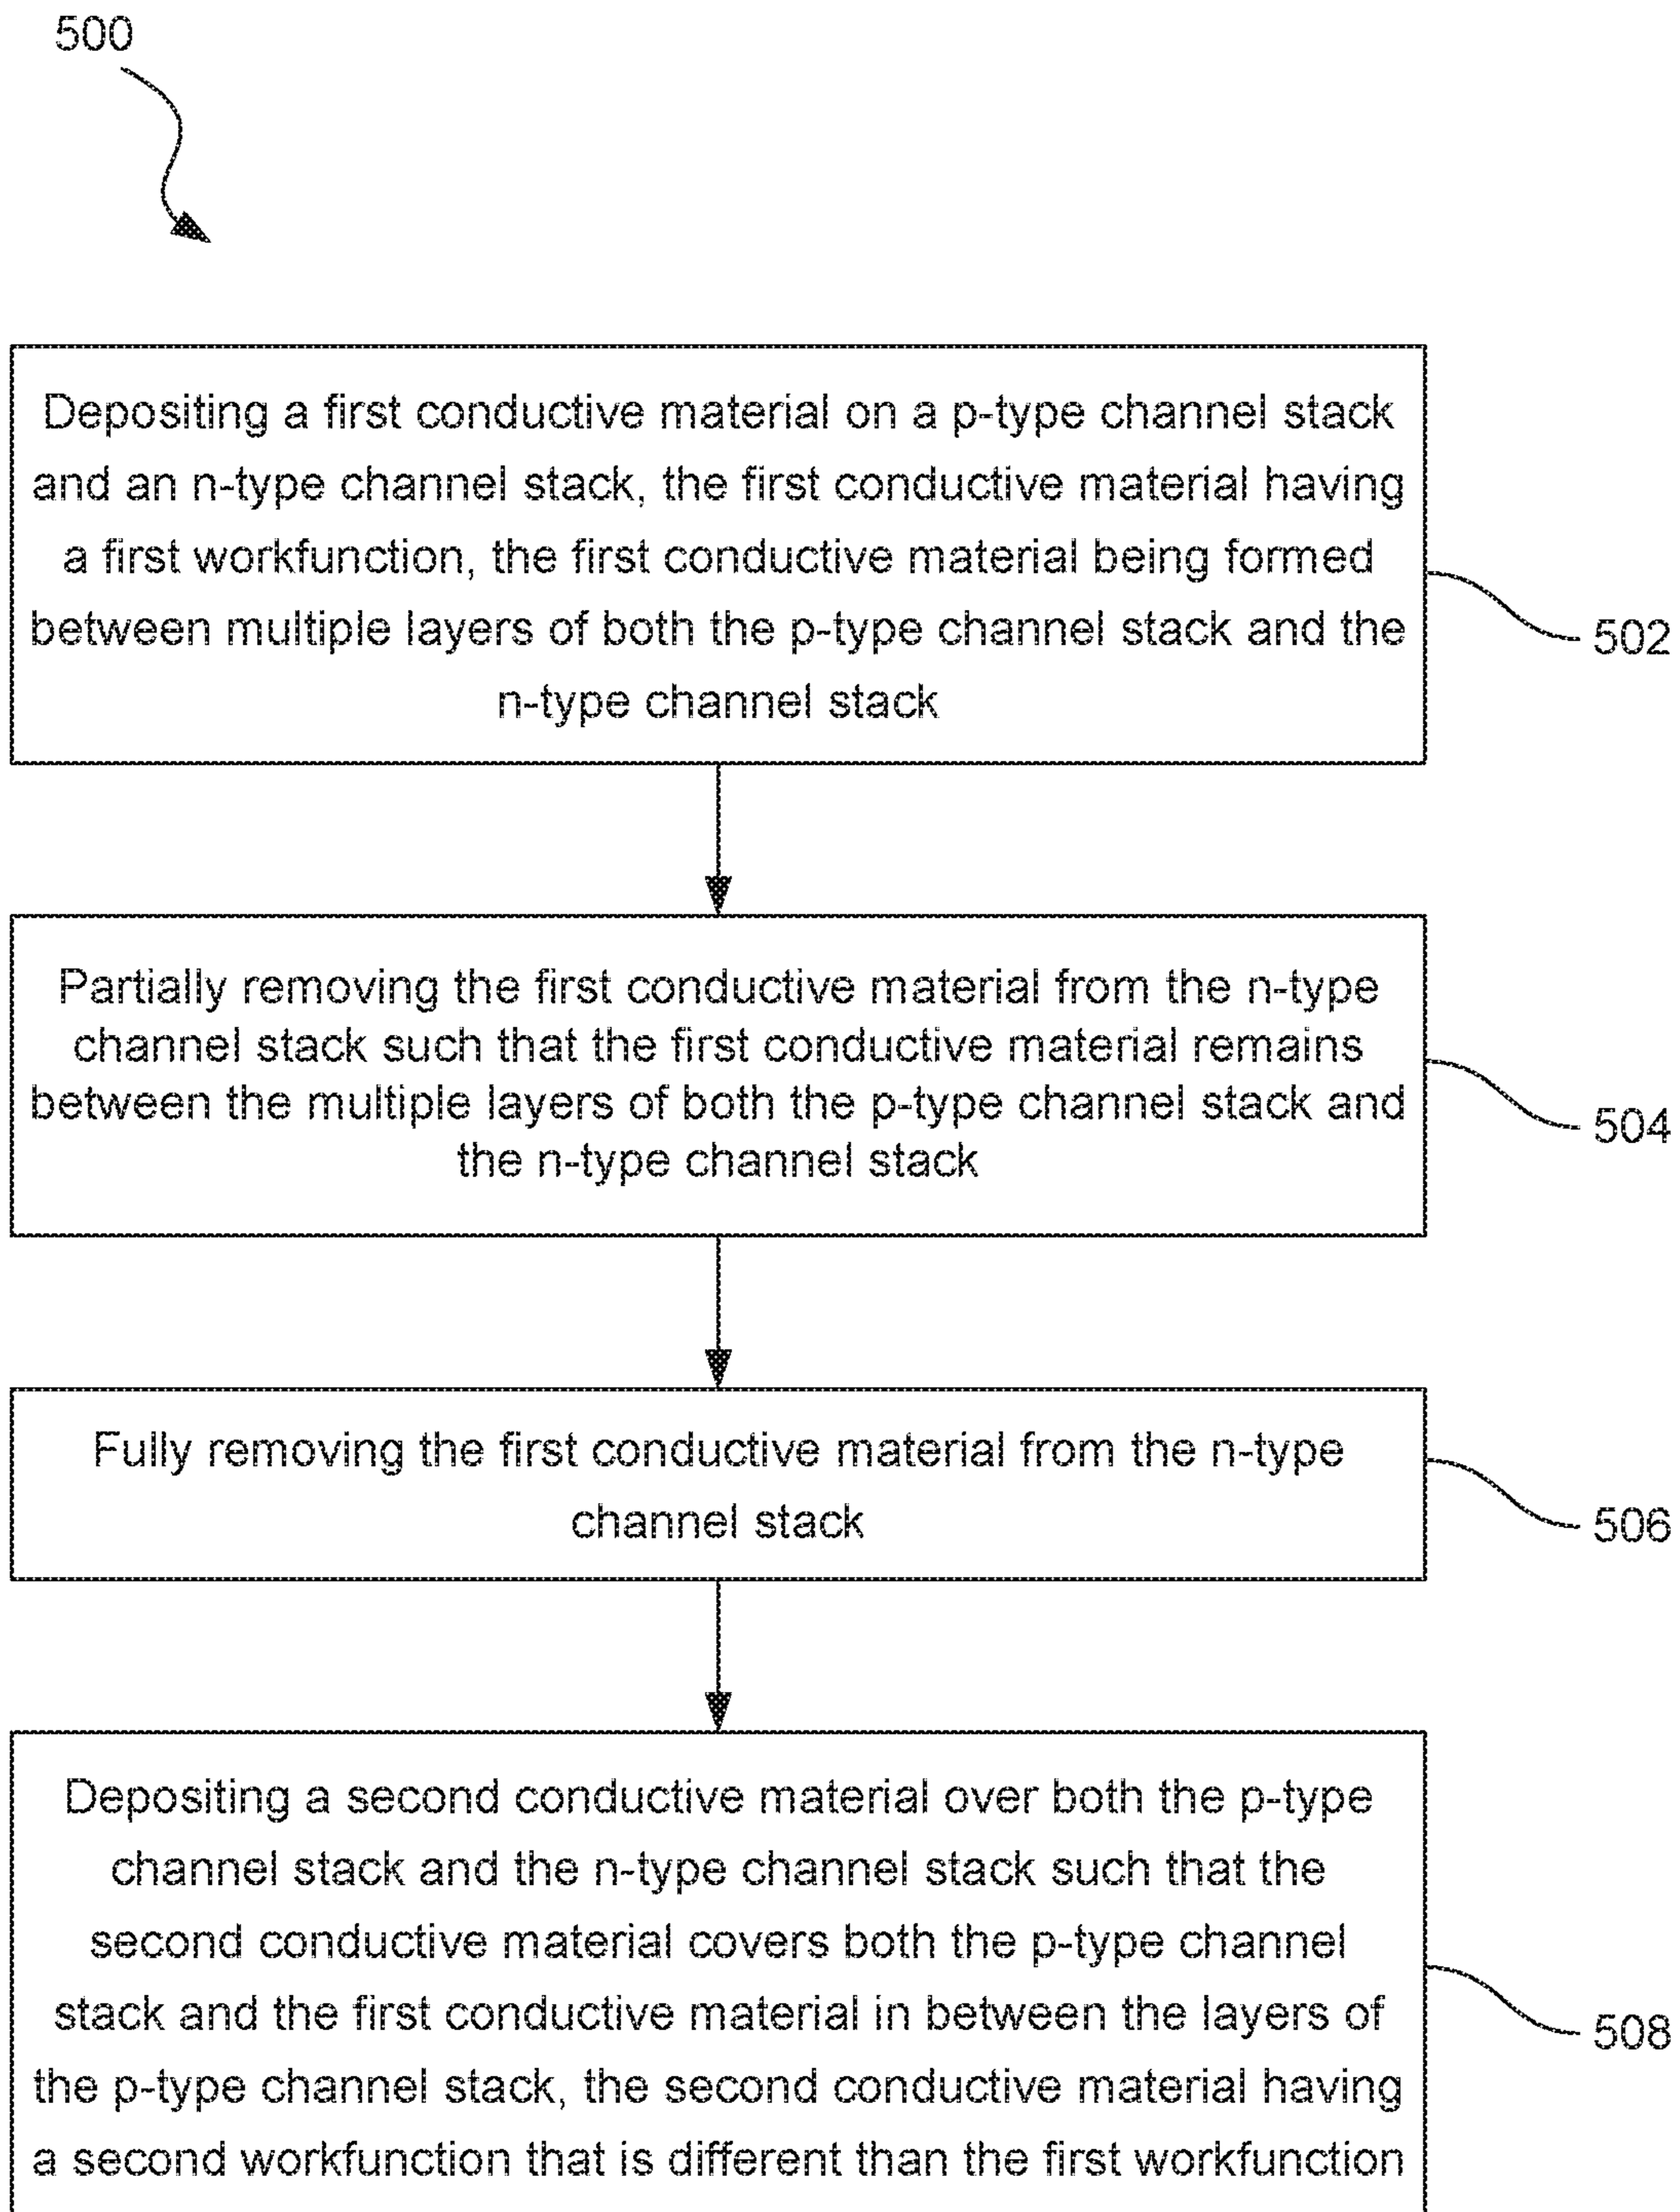 500
Depositing a first conductive material on a p-type channel stack
and an n-type channel stack, the first conductive material having
a first workfunction, the first conductive material being formed
between multiple layers of both the p-type channel stack and the
n-type channel stack
502
Partially removing the first conductive material from the n-type
channel stack such that the first conductive material remains
between the multiple layers of both the p-type channel stack and
the n-type channel stack
504
Fully removing the first conductive material from the n-type
channel stack
506
Depositing a second conductive material over both the p-type
channel stack and the n-type channel stack such that the
second conductive material covers both the p-type channel
stack and the first conductive material in between the layers of
the p-type channel stack, the second conductive material having
a second workfunction that is different than the first workfunction
508